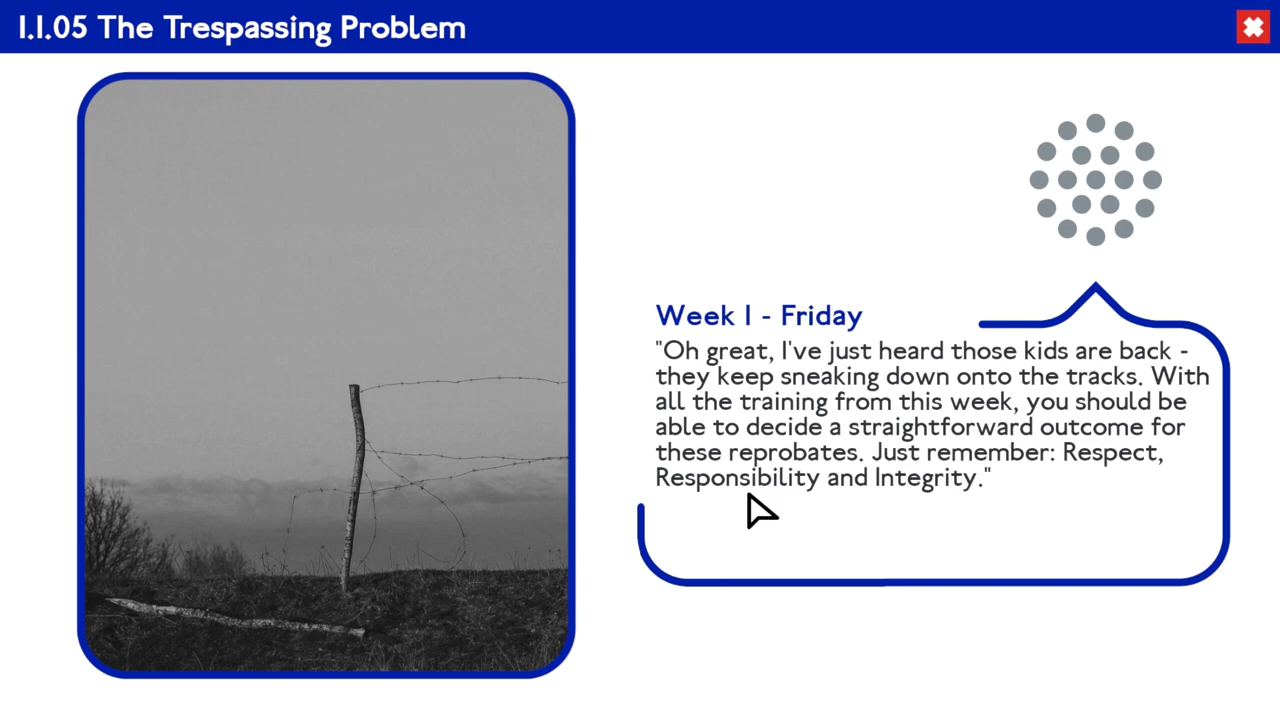 1.1.05 The Trespassing Problem
Week 1 - Friday
"Oh great, I've just heard those kids are back -
they keep sneaking down onto the tracks. With
all the training from this week, you should be
able to decide a straightforward outcome for
these reprobates. Just remember: Respect,
Responsibility and Integrity."